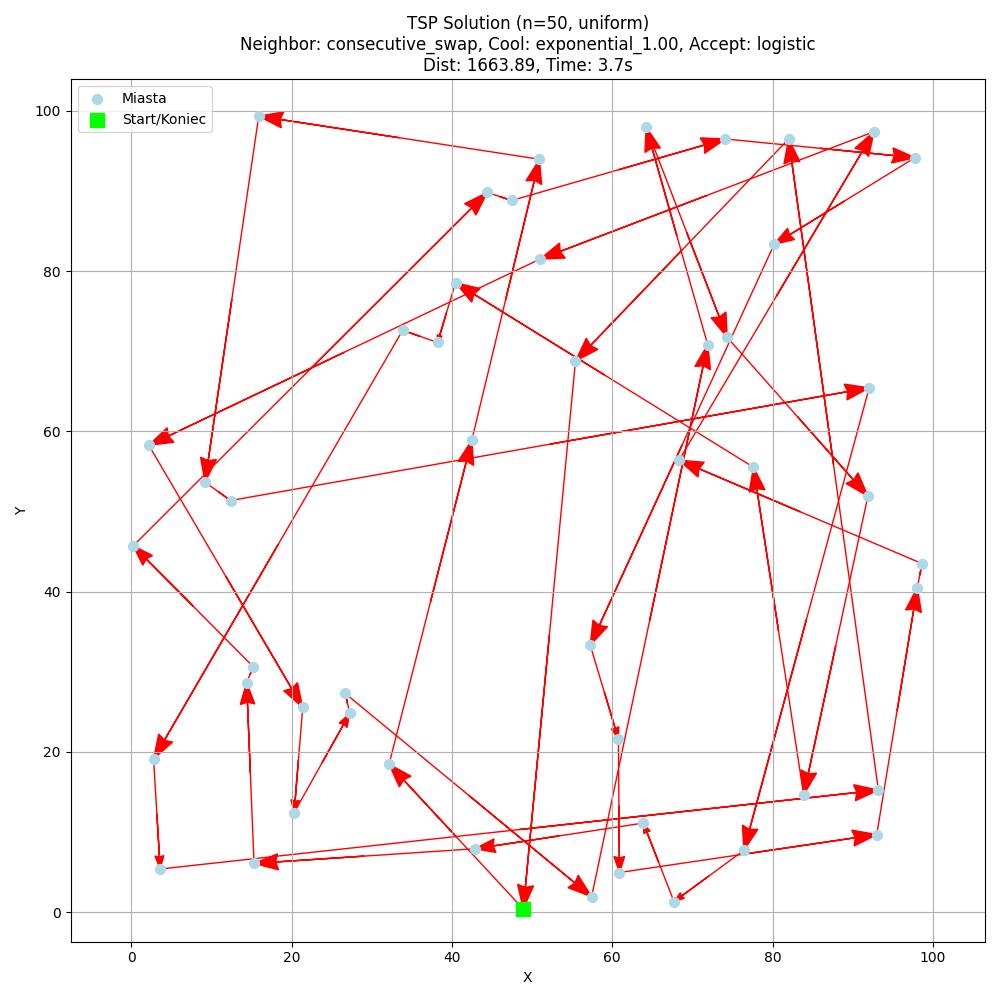 TSP Solution (n=50, uniform)
Neighbor: consecutive_swap, Cool: exponential_1.00, Accept: logistic
Dist: 1663.89, Time: 3.7s
Miasta
Start/Koniec
100
80
60
40
20
0
Y
0 20 40 60 80 100
X